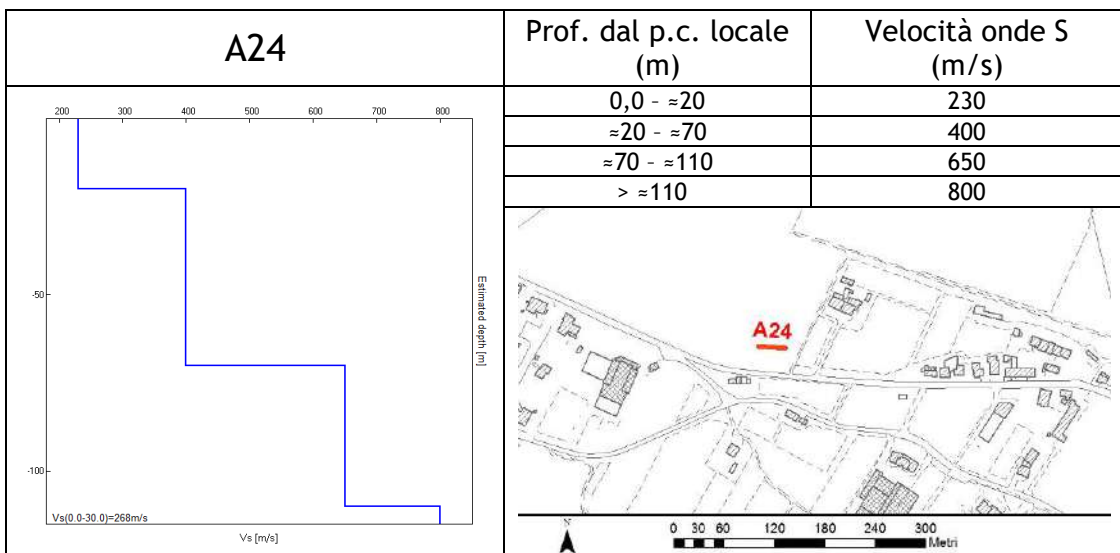 A24
Prof. dal p.c. locale
(m)
Velocità onde S
(m/s)
0,0 - ≈20
230
≈20 - ≈70
400
≈70 - ≈110
650
> ≈110
800
200 300 400 500 600 700 800
-50
-100
Estimated depth [m]
Vs(0.0-30.0)=268m/s
Vs [m/s]
A24
N
0 30 60 120 180 240 300
Metri